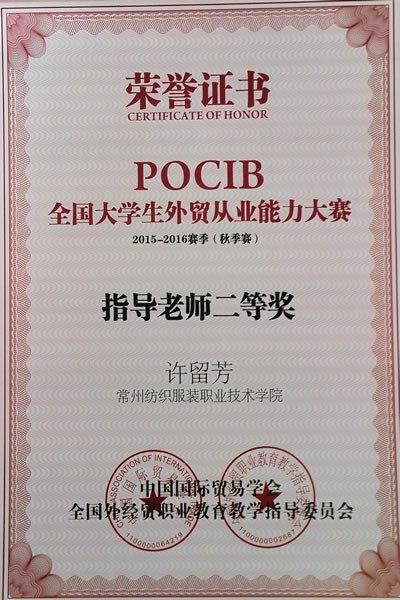 荣誉证书
CERTIFICATE OF HONOR
POCIB
全国大学生外贸从业能力大赛
2015-2016赛季（秋季赛）
指导老师二等奖
许留芳
常州纺织服装职业技术学院
中国国际贸易学会
全国外经贸职业教育教学指导委员会